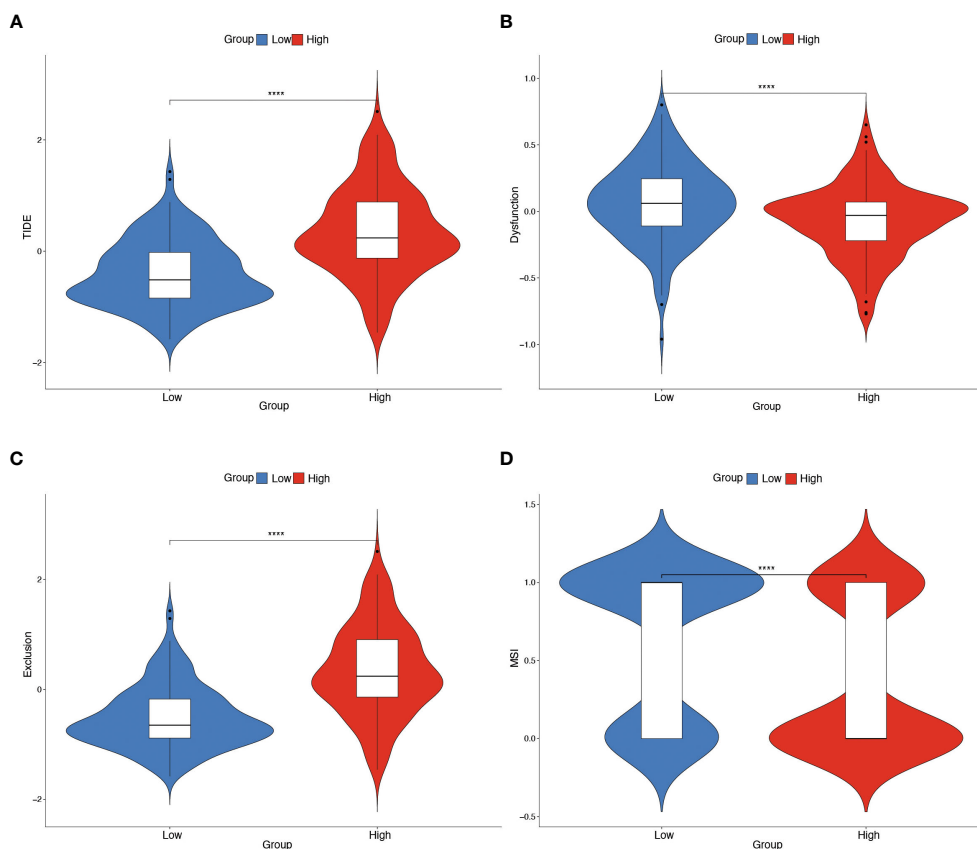 A
Group Low High
TIDE
2
0
−2
****
Low High
Group
B
Group Low High
Dysfunction
1.0
0.5
0.0
−0.5
−1.0
****
Low High
Group
C
Group Low High
Exclusion
2
0
−2
****
Low High
Group
D
Group Low High
MSI
1.5
1.0
0.5
0.0
−0.5
****
Low High
Group